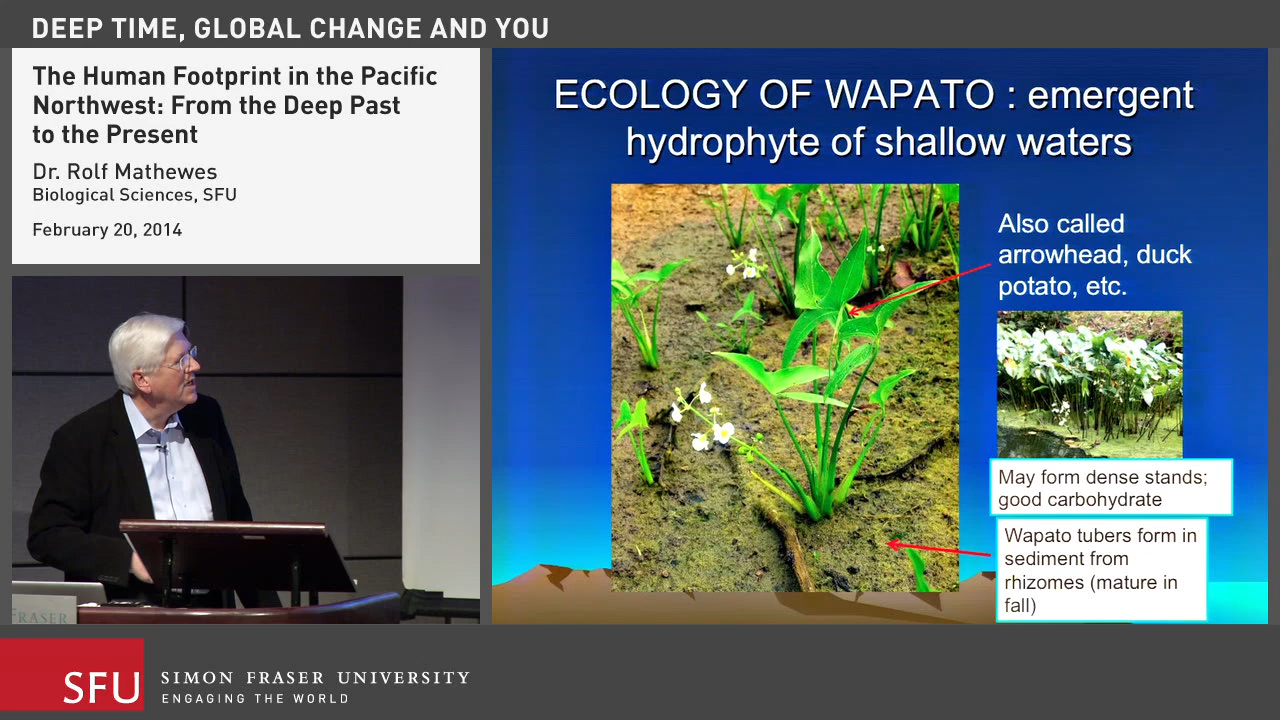 DEEP TIME, GLOBAL CHANGE AND YOU
The Human Footprint in the Pacific
Northwest: From the Deep Past
to the Present
Dr. Rolf Mathewes
Biological Sciences, SFU
February 20, 2014
ECOLOGY OF WAPATO : emergent
hydrophyte of shallow waters
Also called
arrowhead, duck
potato, etc.
May form dense stands;
good carbohydrate
Wapato tubers form in
sediment from
rhizomes (mature in
fall)
FRASER
SFU
SIMON FRASER UNIVERSITY
ENGAGING THE WORLD